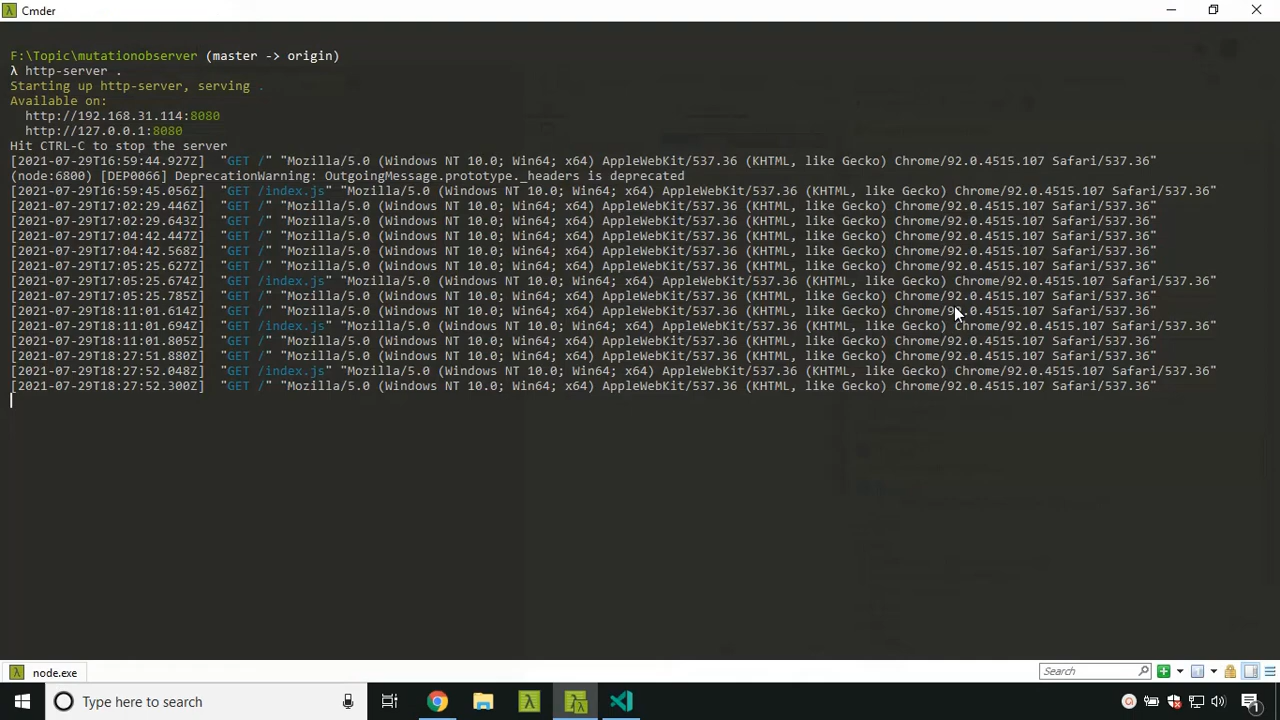 Cmder
F:\Topic\mutationobserver (master -> origin)
λ http-server .
Starting up http-server, serving .
Available on:
http://192.168.31.114:8080
http://127.0.0.1:8080
Hit CTRL-C to stop the server
[2021-07-29T16:59:44.927Z]  "GET /" "Mozilla/5.0 (Windows NT 10.0; Win64; x64) AppleWebKit/537.36 (KHTML, like Gecko) Chrome/92.0.4515.107 Safari/537.36"
(node:6800) [DEP0066] DeprecationWarning: OutgoingMessage.prototype._headers is deprecated
[2021-07-29T16:59:45.056Z]  "GET /index.js" "Mozilla/5.0 (Windows NT 10.0; Win64; x64) AppleWebKit/537.36 (KHTML, like Gecko) Chrome/92.0.4515.107 Safari/537.36"
[2021-07-29T17:02:29.446Z]  "GET /" "Mozilla/5.0 (Windows NT 10.0; Win64; x64) AppleWebKit/537.36 (KHTML, like Gecko) Chrome/92.0.4515.107 Safari/537.36"
[2021-07-29T17:02:29.643Z]  "GET /" "Mozilla/5.0 (Windows NT 10.0; Win64; x64) AppleWebKit/537.36 (KHTML, like Gecko) Chrome/92.0.4515.107 Safari/537.36"
[2021-07-29T17:04:42.447Z]  "GET /" "Mozilla/5.0 (Windows NT 10.0; Win64; x64) AppleWebKit/537.36 (KHTML, like Gecko) Chrome/92.0.4515.107 Safari/537.36"
[2021-07-29T17:04:42.568Z]  "GET /" "Mozilla/5.0 (Windows NT 10.0; Win64; x64) AppleWebKit/537.36 (KHTML, like Gecko) Chrome/92.0.4515.107 Safari/537.36"
[2021-07-29T17:05:25.627Z]  "GET /" "Mozilla/5.0 (Windows NT 10.0; Win64; x64) AppleWebKit/537.36 (KHTML, like Gecko) Chrome/92.0.4515.107 Safari/537.36"
[2021-07-29T17:05:25.674Z]  "GET /index.js" "Mozilla/5.0 (Windows NT 10.0; Win64; x64) AppleWebKit/537.36 (KHTML, like Gecko) Chrome/92.0.4515.107 Safari/537.36"
[2021-07-29T17:05:25.785Z]  "GET /" "Mozilla/5.0 (Windows NT 10.0; Win64; x64) AppleWebKit/537.36 (KHTML, like Gecko) Chrome/92.0.4515.107 Safari/537.36"
[2021-07-29T18:11:01.614Z]  "GET /" "Mozilla/5.0 (Windows NT 10.0; Win64; x64) AppleWebKit/537.36 (KHTML, like Gecko) Chrome/92.0.4515.107 Safari/537.36"
[2021-07-29T18:11:01.694Z]  "GET /index.js" "Mozilla/5.0 (Windows NT 10.0; Win64; x64) AppleWebKit/537.36 (KHTML, like Gecko) Chrome/92.0.4515.107 Safari/537.36"
[2021-07-29T18:11:01.805Z]  "GET /" "Mozilla/5.0 (Windows NT 10.0; Win64; x64) AppleWebKit/537.36 (KHTML, like Gecko) Chrome/92.0.4515.107 Safari/537.36"
[2021-07-29T18:27:51.880Z]  "GET /" "Mozilla/5.0 (Windows NT 10.0; Win64; x64) AppleWebKit/537.36 (KHTML, like Gecko) Chrome/92.0.4515.107 Safari/537.36"
[2021-07-29T18:27:52.048Z]  "GET /index.js" "Mozilla/5.0 (Windows NT 10.0; Win64; x64) AppleWebKit/537.36 (KHTML, like Gecko) Chrome/92.0.4515.107 Safari/537.36"
[2021-07-29T18:27:52.300Z]  "GET /" "Mozilla/5.0 (Windows NT 10.0; Win64; x64) AppleWebKit/537.36 (KHTML, like Gecko) Chrome/92.0.4515.107 Safari/537.36"
node.exe
Search
Type here to search
1